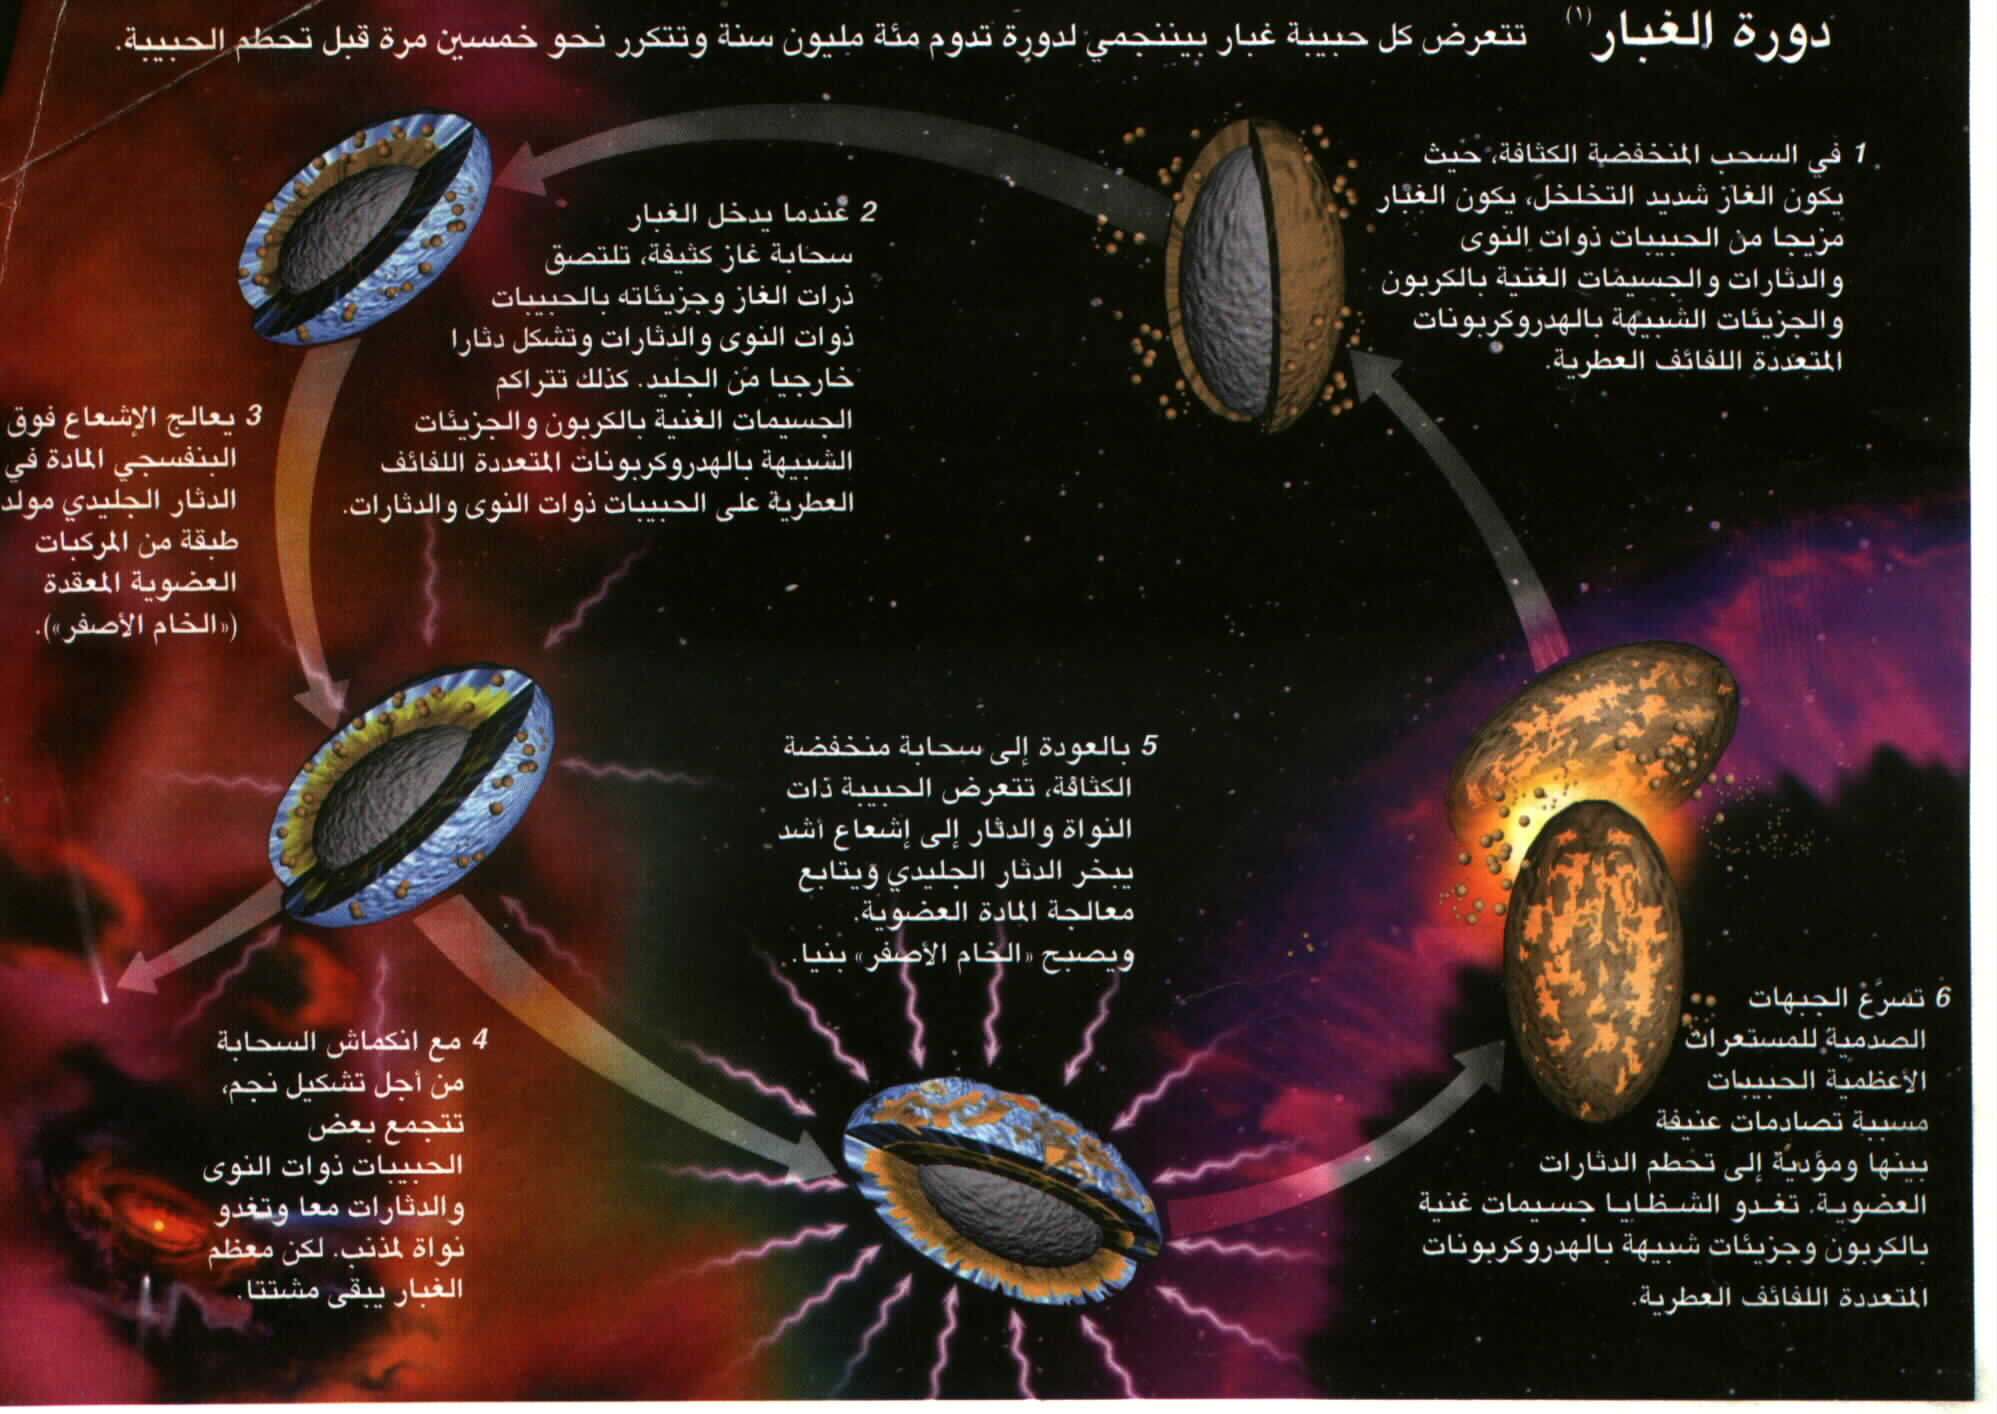 دورة الغبار (١)
تتعرض كل حبيبة غبار بيننجمي لدورة تدوم مئة مليون سنة وتتكرر نحو خمسين مرة قبل تحطم الحبيبة.
1 في السحب المنخفضة الكثافة، حيث
يكون الغاز شديد التخلخل، يكون الغبار
مزيجا من الحبيبات ذوات النوى
والدثارات والجسيمات الغنية بالكربون
والجزيئات الشبيهة بالهدروكربونات
المتعددة اللفائف العطرية.
2 عندما يدخل الغبار
سحابة غاز كثيفة، تلتصق
ذرات الغاز وجزيئاته بالحبيبات
ذوات النوى والدثارات وتشكل دثارا
خارجيا من الجليد. كذلك تتراكم
الجسيمات الغنية بالكربون والجزيئات
الشبيهة بالهدروكربونات المتعددة اللفائف
العطرية على الحبيبات ذوات النوى والدثارات.
3 يعالج الإشعاع فوق
البنفسجي المادة في
الدثار الجليدي مولد
طبقة من المركبات
العضوية المعقدة
(«الخام الأصفر»).
4 مع انكماش السحابة
من أجل تشكيل نجم،
تتجمع بعض
الحبيبات ذوات النوى
والدثارات معا وتغدو
نواة لمذنب. لكن معظم
الغبار يبقى مشتتا.
5 بالعودة إلى سحابة منخفضة
الكثافة، تتعرض الحبيبة ذات
النواة والدثار إلى إشعاع أشد
يبخر الدثار الجليدي ويتابع
معالجة المادة العضوية.
ويصبح «الخام الأصفر» بنيا.
6 تسرّع الجبهات
الصدمية للمستعرات
الأعظمية الحبيبات
مسببة تصادمات عنيفة
بينها ومؤدية إلى تحطم الدثارات
العضوية. تغدو الشظايا جسيمات غنية
بالكربون وجزيئات شبيهة بالهدروكربونات
المتعددة اللفائف العطرية.